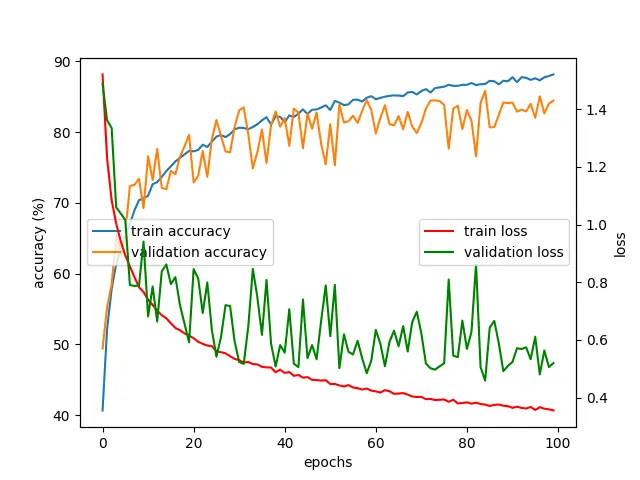 90
80
70
60
50
40
accuracy (%)
train accuracy
validation accuracy
train loss
validation loss
1.4
1.2
1.0
0.8
0.6
0.4
loss
0
20
40
60
80
100
epochs